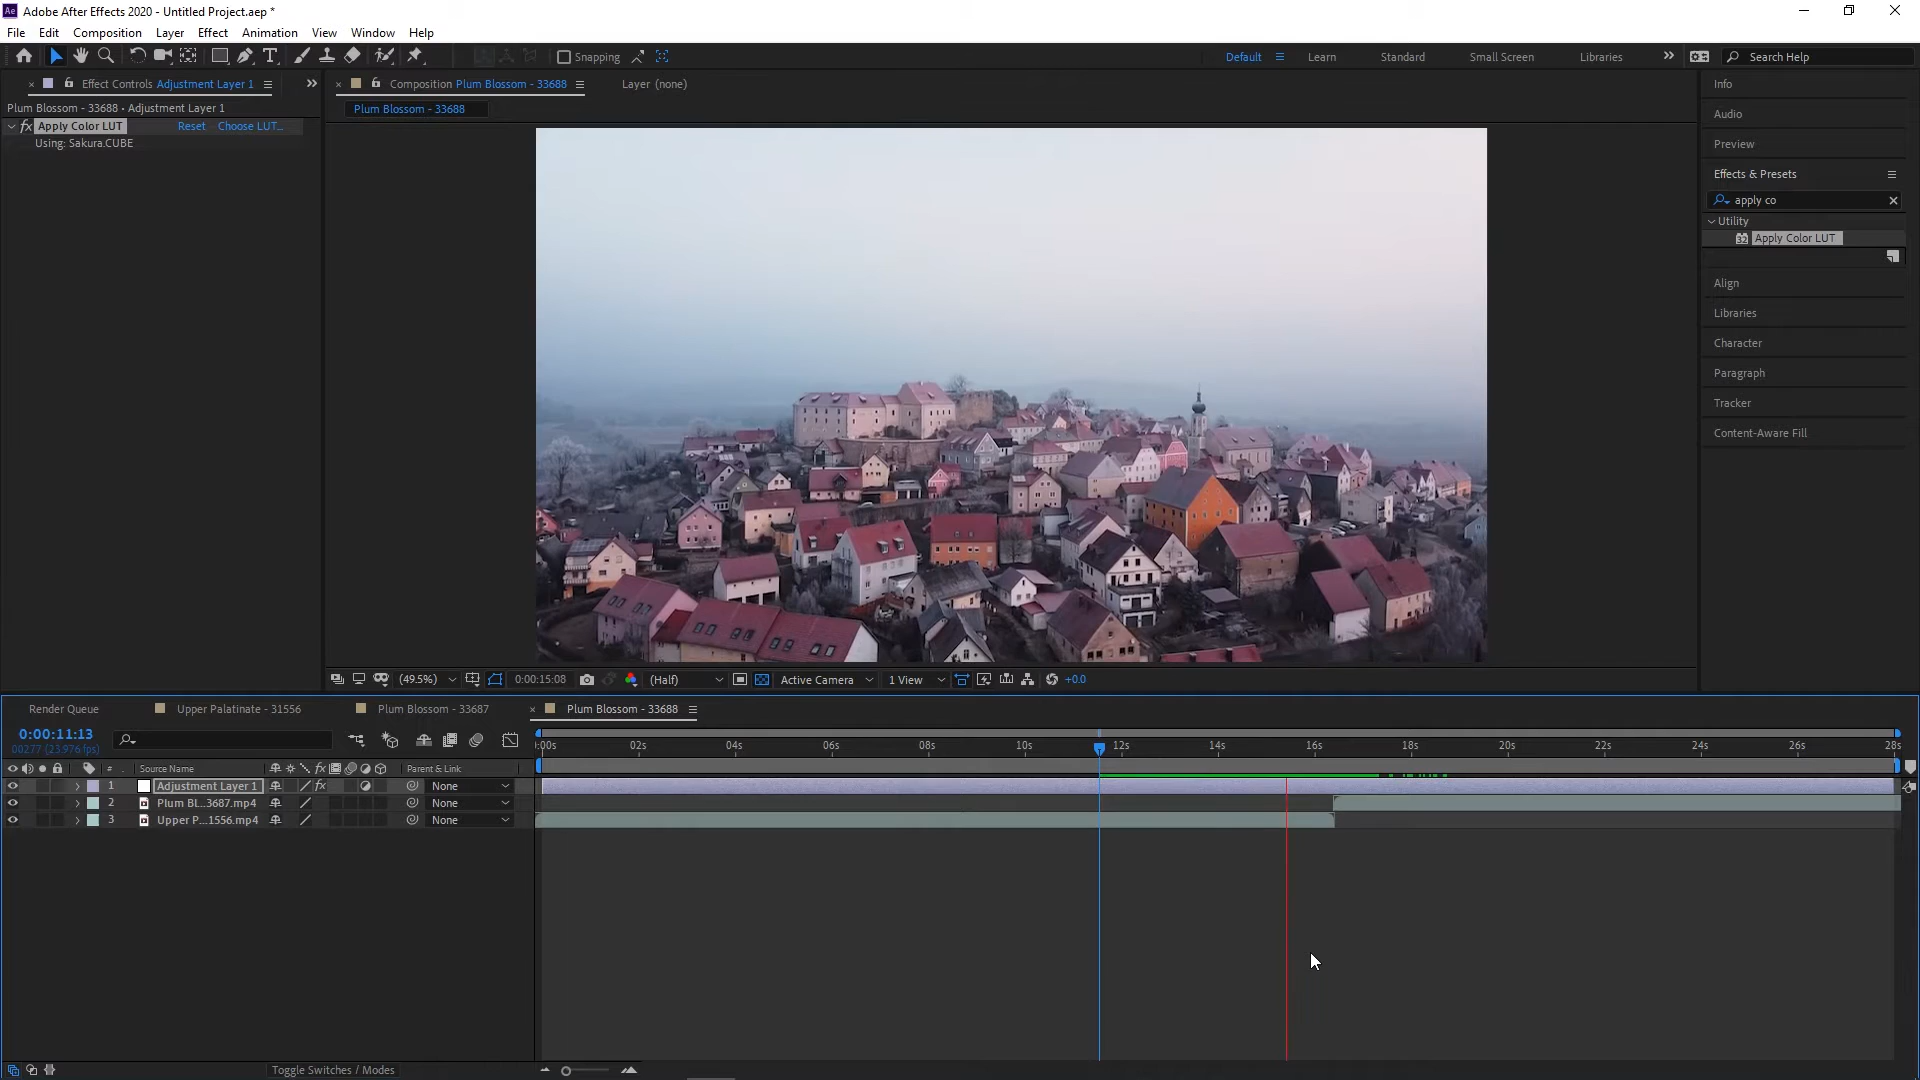 Ae Adobe After Effects 2020 - Untitled Project.aep *
File Edit Composition Layer Effect Animation View Window Help
Snapping
Default Learn Standard Small Screen Libraries Search Help
Effect Controls Adjustment Layer 1
Composition Plum Blossom - 33688
Layer (none)
Plum Blossom - 33688 • Adjustment Layer 1
Plum Blossom - 33688
fx Apply Color LUT Reset Choose LUT...
Using: Sakura.CUBE
Info
Audio
Preview
Effects & Presets
apply co
Utility
32 Apply Color LUT
Align
Libraries
Character
Paragraph
Tracker
Content-Aware Fill
(49.5%) 0:00:15:08 (Half) Active Camera 1 View +0.0
Render Queue Upper Palatinate - 31556 Plum Blossom - 33687 Plum Blossom - 33688
0:00:11:13
00277 (23.976 fps)
:00s 02s 04s 06s 08s 10s 12s 14s 16s 18s 20s 22s 24s 26s 28s
# . Source Name fx Parent & Link
1 Adjustment Layer 1 fx None
2 Plum Bl...3687.mp4 None
3 Upper P...1556.mp4 None
Toggle Switches / Modes